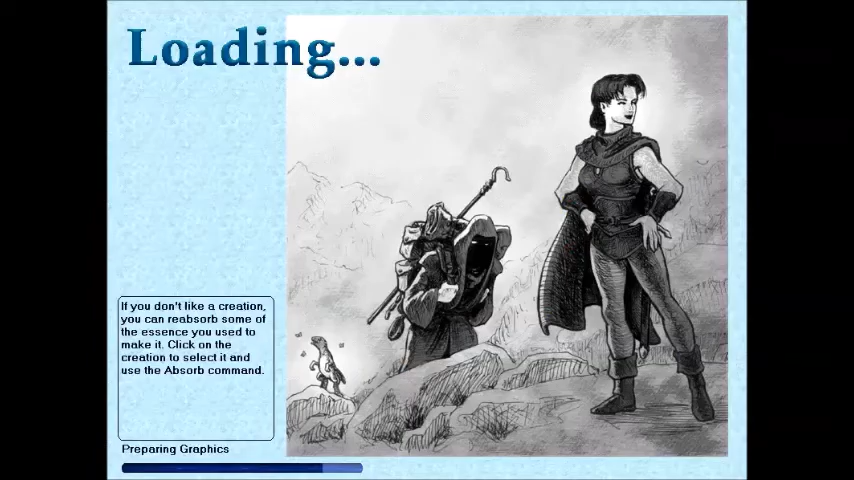 Loading...
If you don't like a creation,
you can reabsorb some of
the essence you used to
make it. Click on the
creation to select it and
use the Absorb command.
Preparing Graphics